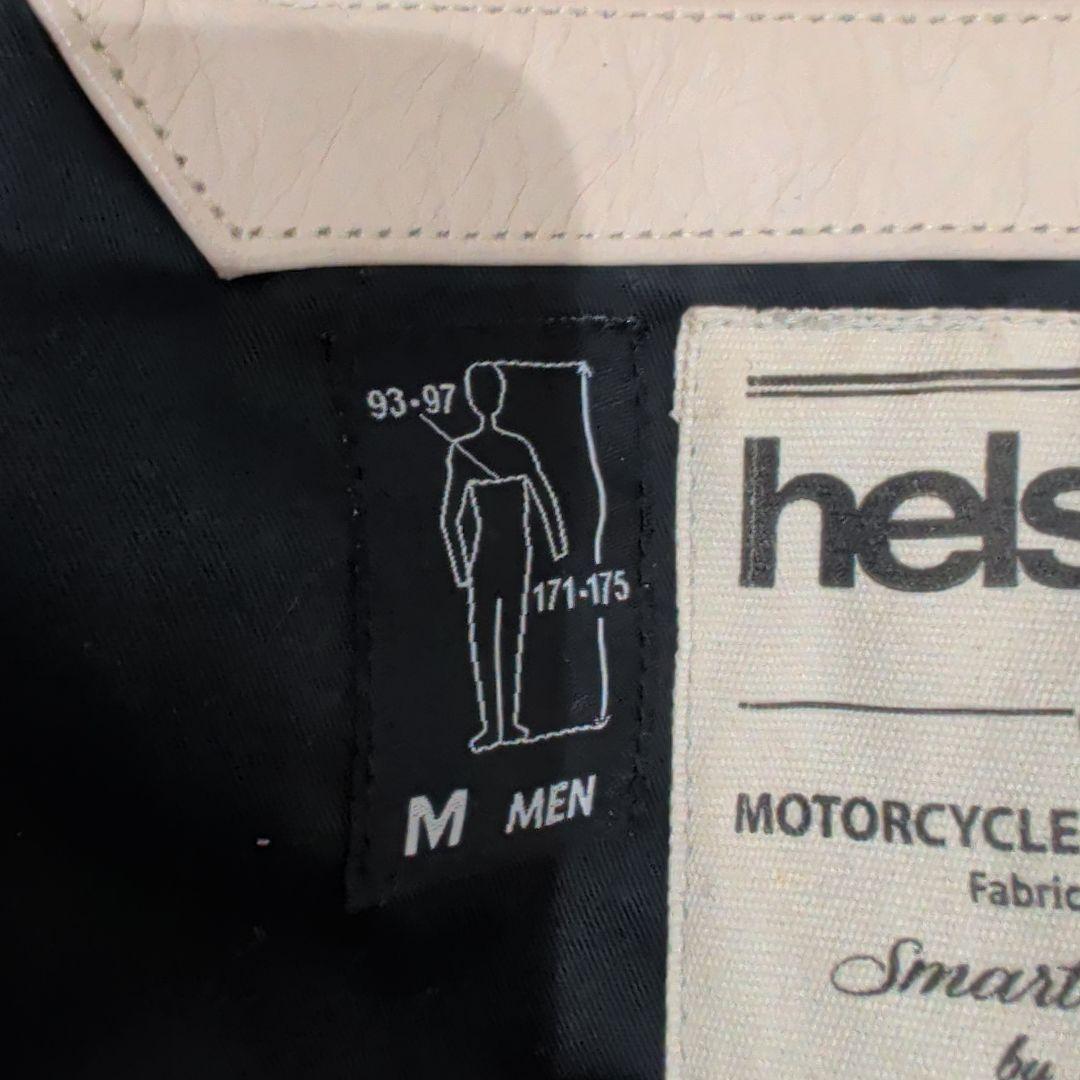 93-97
171-175
M MEN
hels
MOTORCYCLE
Fabric
Smart
by